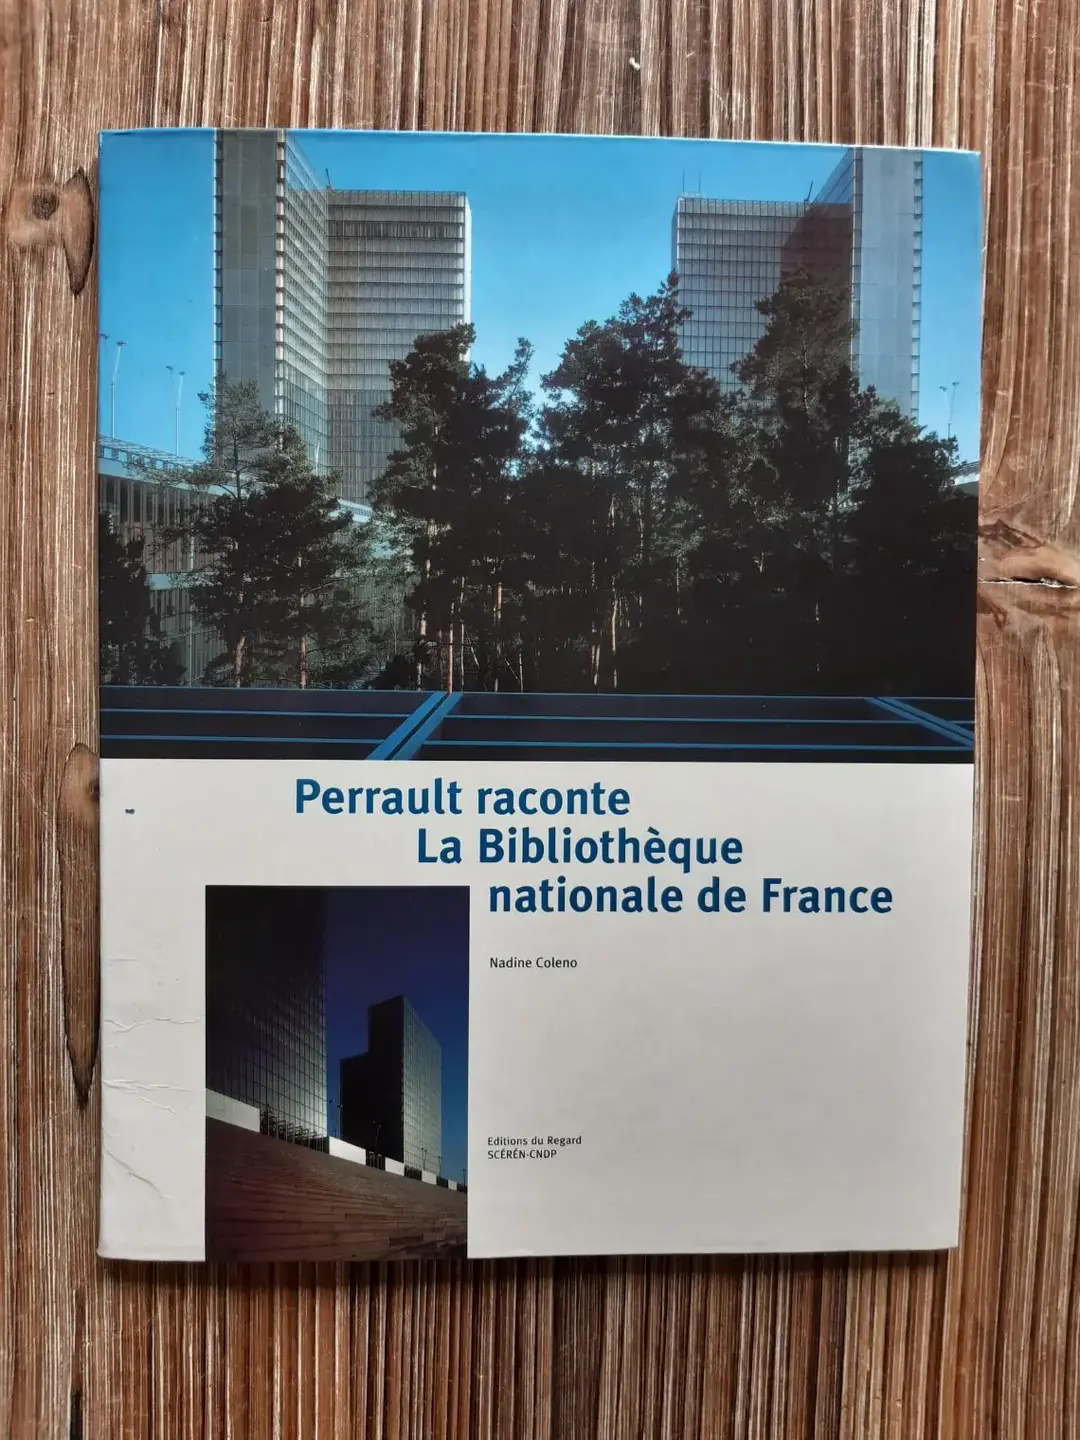 Perrault raconte
La Bibliothèque
nationale de France
Nadine Coleno
Editions du Regard
SCÉRÉN-CNDP